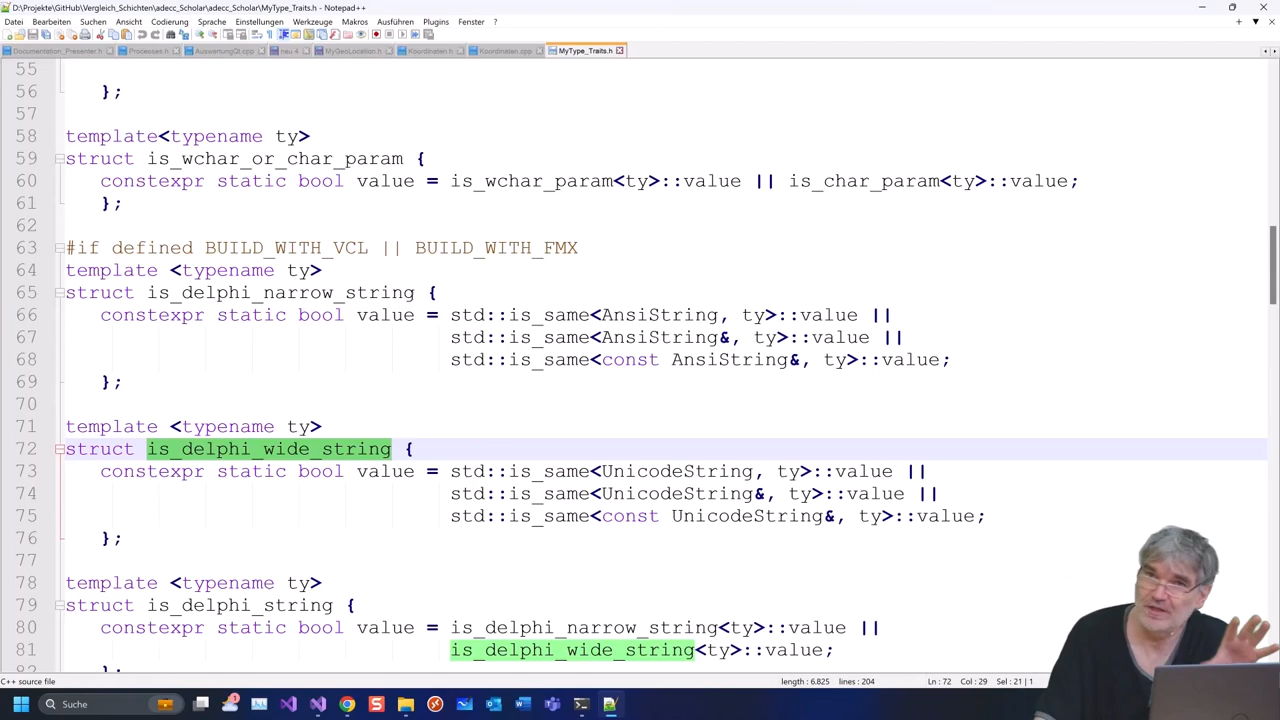 D:\Projekte\GitHub\Vergleich_Schichten\adecc_Scholar\adecc_Scholar\MyType_Traits.h - Notepad++
Datei Bearbeiten Suchen Ansicht Codierung Sprache Einstellungen Werkzeuge Makros Ausführen Plugins Fenster ?
Documentation_Presenter.h Processes.h AuswertungQt.cpp neu 4 MyGeoLocation.h Koordinaten.h Koordinaten.cpp MyType_Traits.h
55
56 };
57
58 template<typename ty>
59 struct is_wchar_or_char_param {
60 constexpr static bool value = is_wchar_param<ty>::value || is_char_param<ty>::value;
61 };
62
63 #if defined BUILD_WITH_VCL || BUILD_WITH_FMX
64 template <typename ty>
65 struct is_delphi_narrow_string {
66 constexpr static bool value = std::is_same<AnsiString, ty>::value ||
67 std::is_same<AnsiString&, ty>::value ||
68 std::is_same<const AnsiString&, ty>::value;
69 };
70
71 template <typename ty>
72 struct is_delphi_wide_string {
73 constexpr static bool value = std::is_same<UnicodeString, ty>::value ||
74 std::is_same<UnicodeString&, ty>::value ||
75 std::is_same<const UnicodeString&, ty>::value;
76 };
77
78 template <typename ty>
79 struct is_delphi_string {
80 constexpr static bool value = is_delphi_narrow_string<ty>::value ||
81 is_delphi_wide_string<ty>::value;
82 };
C++ source file length : 6.825 lines : 204 Ln : 72 Col : 29 Sel : 21 | 1
Suche